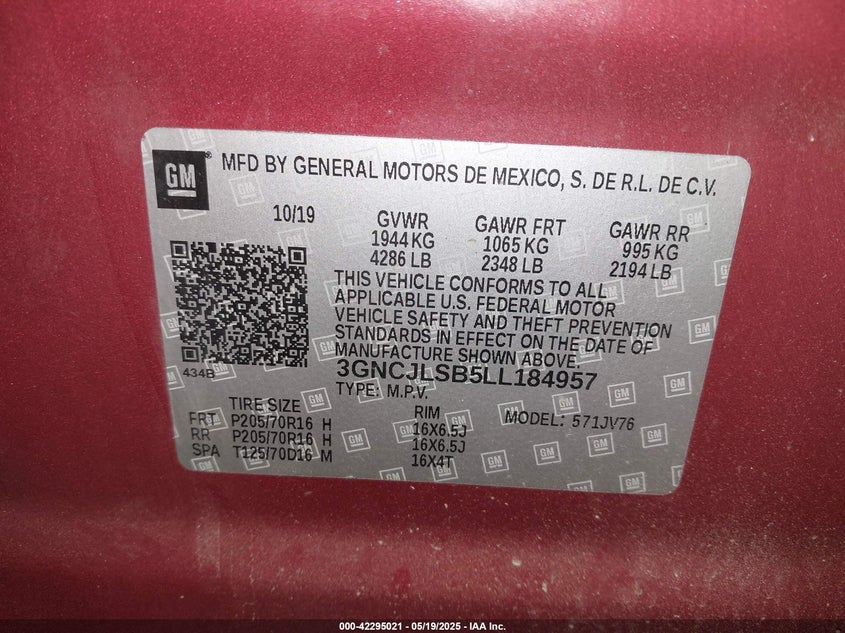 GM® MFD BY GENERAL MOTORS DE MEXICO, S. DE R.L. DE C.V.
10/19 GVWR GAWR FRT GAWR RR
1944 KG 1065 KG 995 KG
4286 LB 2348 LB 2194 LB
THIS VEHICLE CONFORMS TO ALL
APPLICABLE U.S. FEDERAL MOTOR
VEHICLE SAFETY AND THEFT PREVENTION
STANDARDS IN EFFECT ON THE DATE OF
MANUFACTURE SHOWN ABOVE.
434B
3GNCJLSB5LL184957
TYPE: M.P.V.
TIRE SIZE RIM MODEL: 571JV76
FRT P205/70R16 H 16X6.5J
RR P205/70R16 H 16X6.5J
SPA T125/70D16 M 16X4T
000-42295021 - 05/19/2025 - IAA Inc.